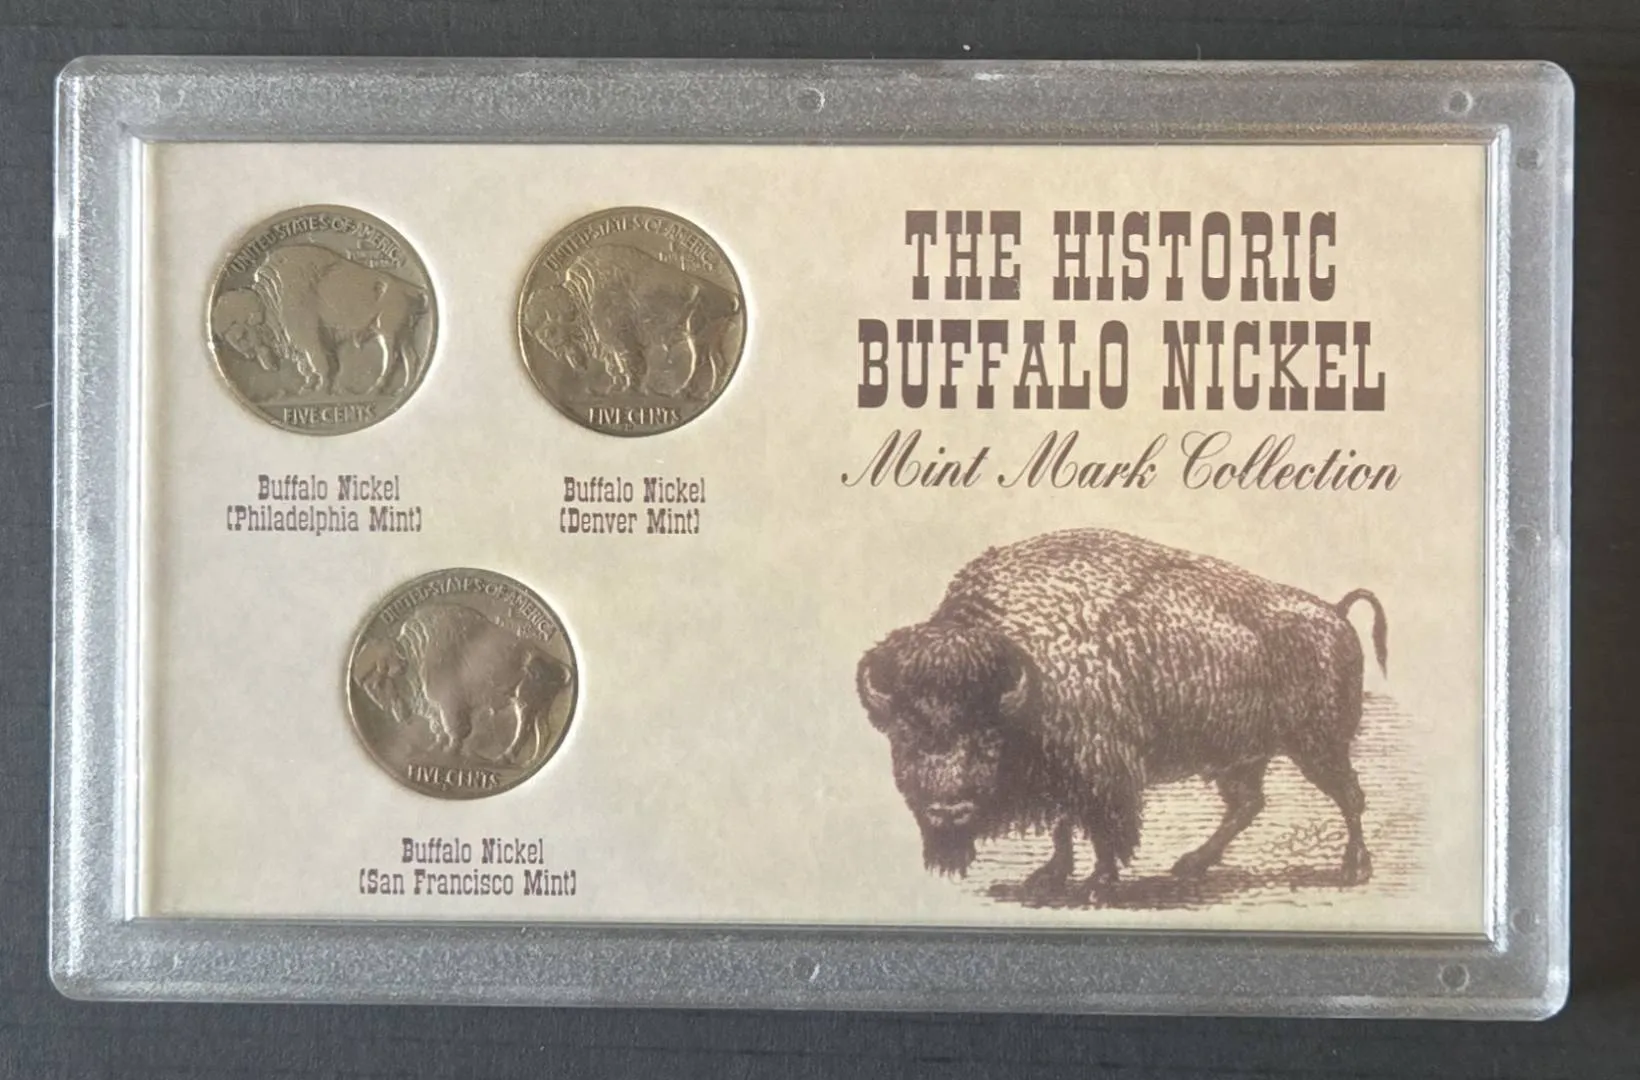 UNITED STATES OF AMERICA
FIVE CENTS
Buffalo Nickel
(Philadelphia Mint)
UNITED STATES OF AMERICA
FIVE CENTS
Buffalo Nickel
(Denver Mint)
UNITED STATES OF AMERICA
FIVE CENTS
Buffalo Nickel
(San Francisco Mint)
THE HISTORIC
BUFFALO NICKEL
Mint Mark Collection